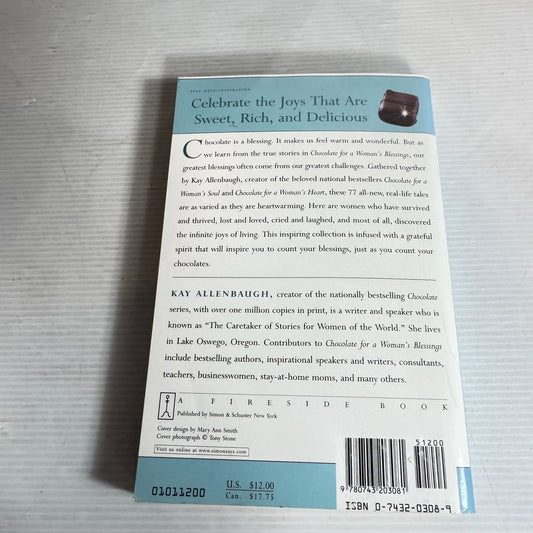 SELF-HELP/INSPIRATION
Celebrate the Joys That Are
Sweet, Rich, and Delicious
Chocolate is a blessing. It makes us feel warm and wonderful. But as
we learn from the true stories in Chocolate for a Woman's Blessings, our
greatest blessings often come from our greatest challenges. Gathered together
by Kay Allenbaugh, creator of the beloved national bestsellers Chocolate for a
Woman's Soul and Chocolate for a Woman's Heart, these 77 all-new, real-life tales
are as varied as they are heartwarming. Here are women who have survived
and thrived, lost and loved, cried and laughed, and most of all, discovered
the infinite joys of living. This inspiring collection is infused with a grateful
spirit that will inspire you to count your blessings, just as you count your
chocolates.
KAY ALLENBAUGH, creator of the nationally bestselling Chocolate
series, with over one million copies in print, is a writer and speaker who is
known as "The Caretaker of Stories for Women of the World." She lives
in Lake Oswego, Oregon. Contributors to Chocolate for a Woman's Blessings
include bestselling authors, inspirational speakers and writers, consultants,
teachers, businesswomen, stay-at-home moms, and many others.
A FIRESIDE BOOK
Published by Simon & Schuster New York
Cover design by Mary Ann Smith
Cover photograph © Tony Stone
Visit us online at www.simonsays.com
51200
9 780743 203081
01011200
U.S. $12.00
Can. $17.75
ISBN 0-7432-0308-9